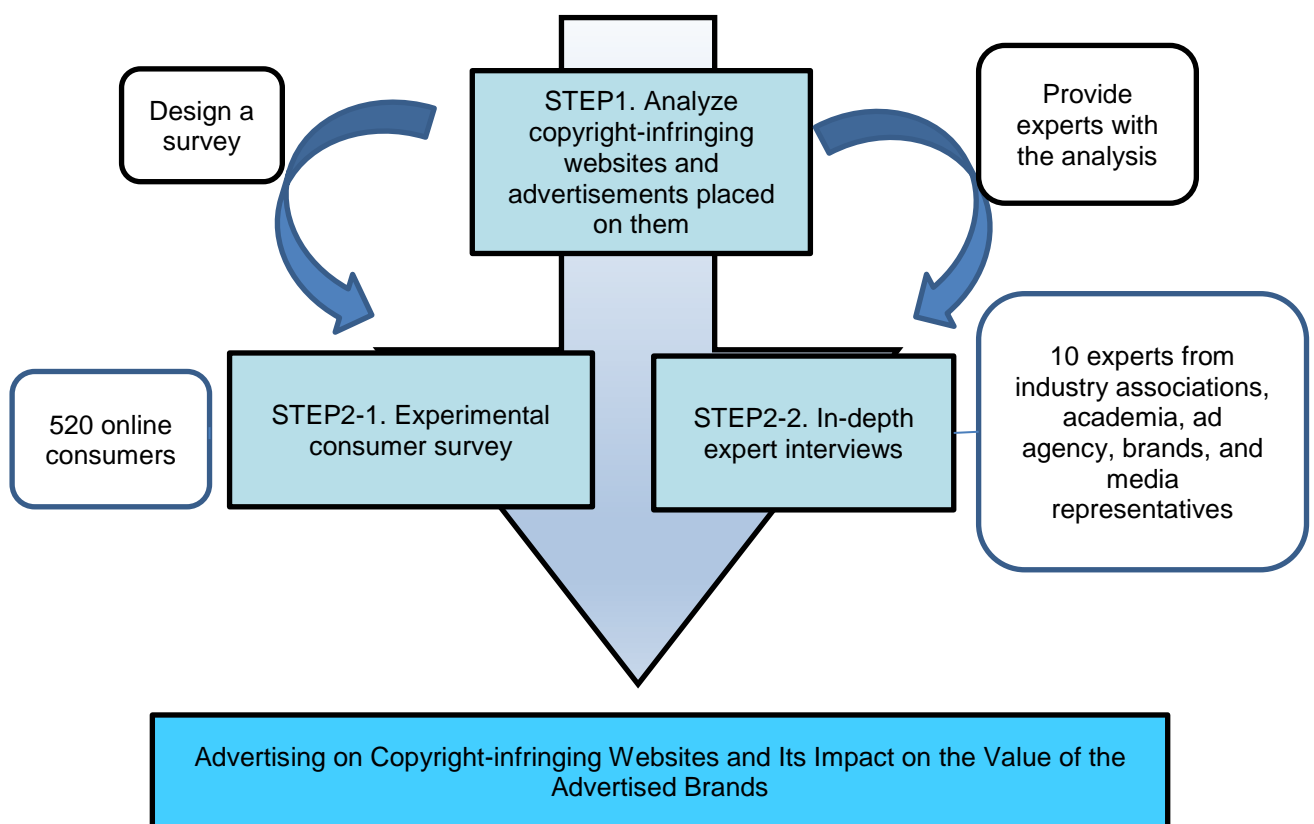 Design a
survey
STEP1. Analyze
copyright-infringing
websites and
advertisements placed
on them
Provide
experts with
the analysis
520 online
consumers
STEP2-1. Experimental
consumer survey
STEP2-2. In-depth
expert interviews
10 experts from
industry associations,
academia, ad
agency, brands, and
media
representatives
Advertising on Copyright-infringing Websites and Its Impact on the Value of the
Advertised Brands